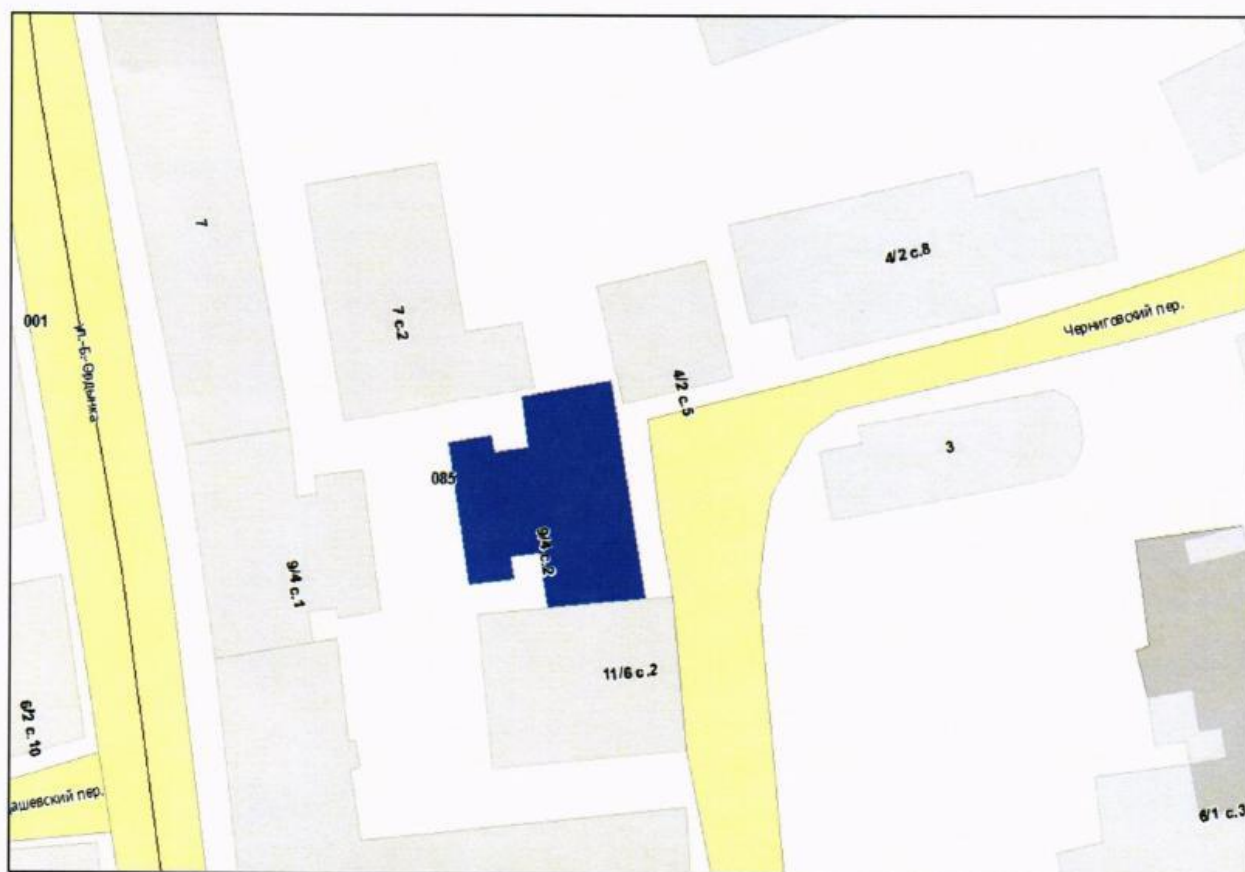 7
4/2 с.8
001
7 с.2
Черниговский пер.
ул.-Б.-Ордынка
4/2 с.5
3
085
9/4 с.2
9/4 с.1
11/6 с.2
6/2 с.10
ашевский пер.
6/1 с.3